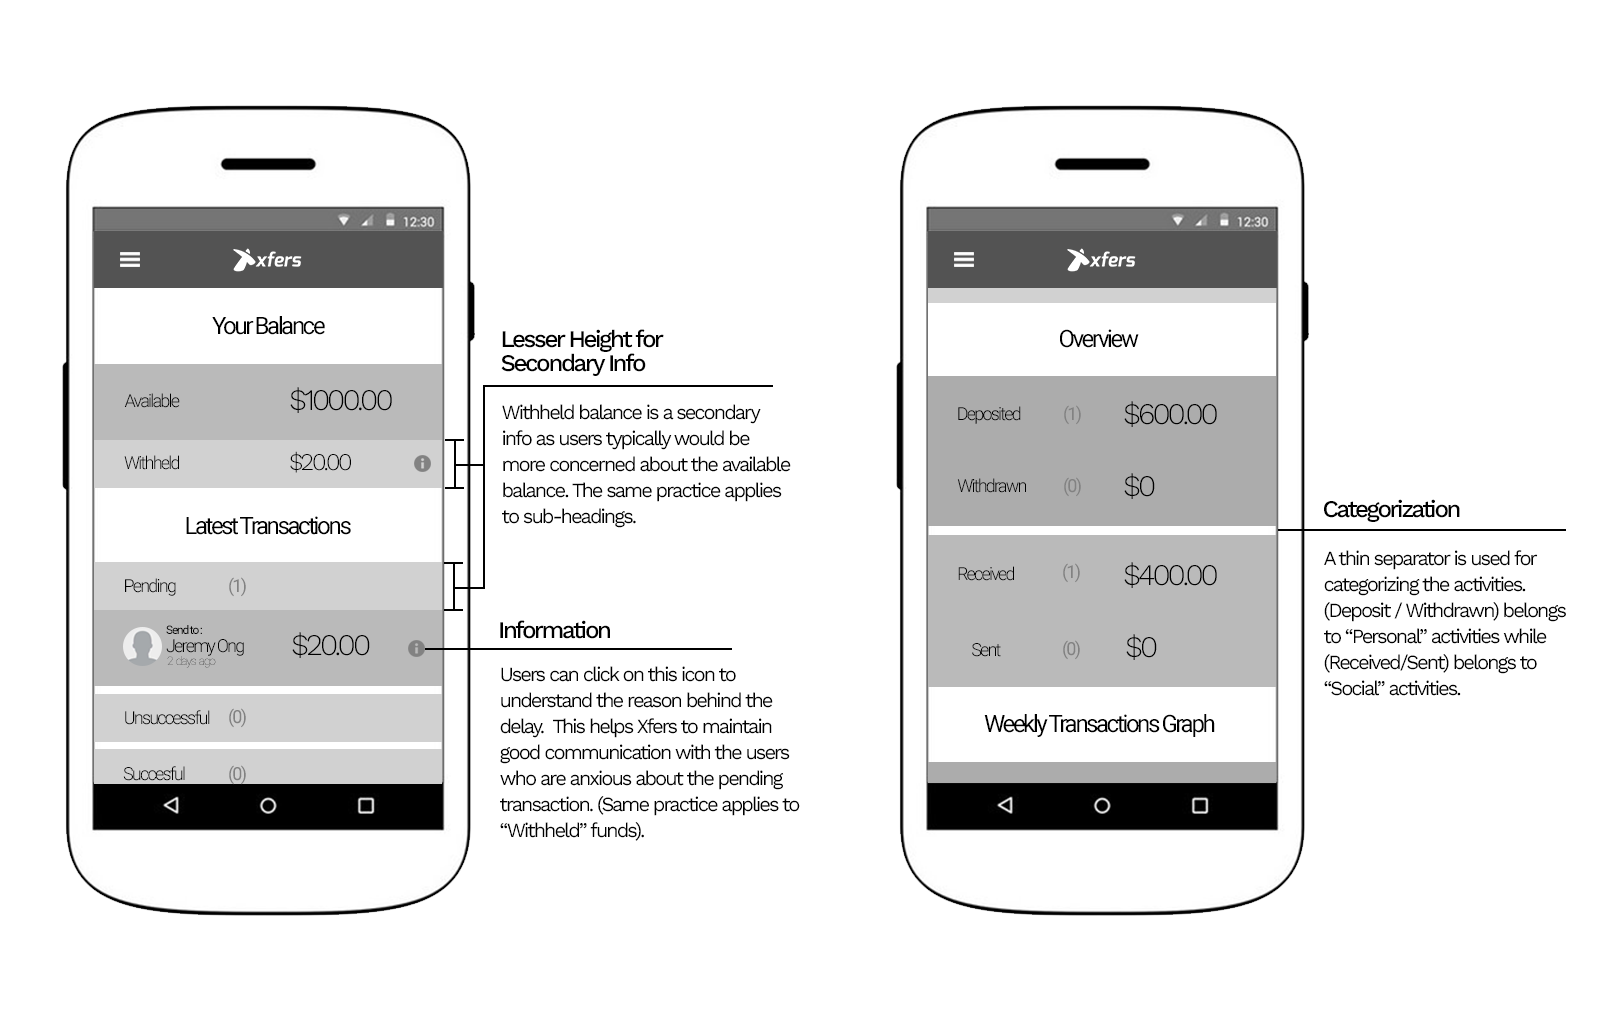 12:30
xfers
Your Balance
Available $1000.00
Withheld $20.00
Latest Transactions
Pending (1)
Send to :
Jeremy Ong
2 days ago
$20.00
Unsuccessful (0)
Succesful (0)
Lesser Height for
Secondary Info
Withheld balance is a secondary
info as users typically would be
more concerned about the available
balance. The same practice applies
to sub-headings.
Information
Users can click on this icon to
understand the reason behind the
delay.  This helps Xfers to maintain
good communication with the users
who are anxious about the pending
transaction. (Same practice applies to
“Withheld” funds).
12:30
xfers
Overview
Deposited (1) $600.00
Withdrawn (0) $0
Received (1) $400.00
Sent (0) $0
Weekly Transactions Graph
Categorization
A thin separator is used for
categorizing the activities.
(Deposit / Withdrawn) belongs
to “Personal” activities while
(Received/Sent) belongs to
“Social” activities.